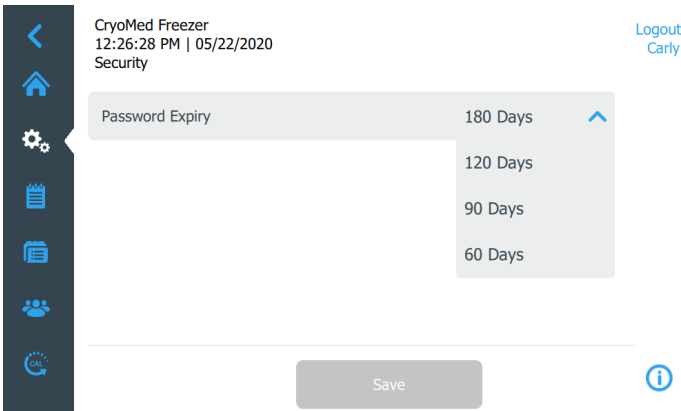 CryoMed Freezer
12:26:28 PM | 05/22/2020
Security
Logout
Carly
Password Expiry
180 Days
120 Days
90 Days
60 Days
CAL
Save